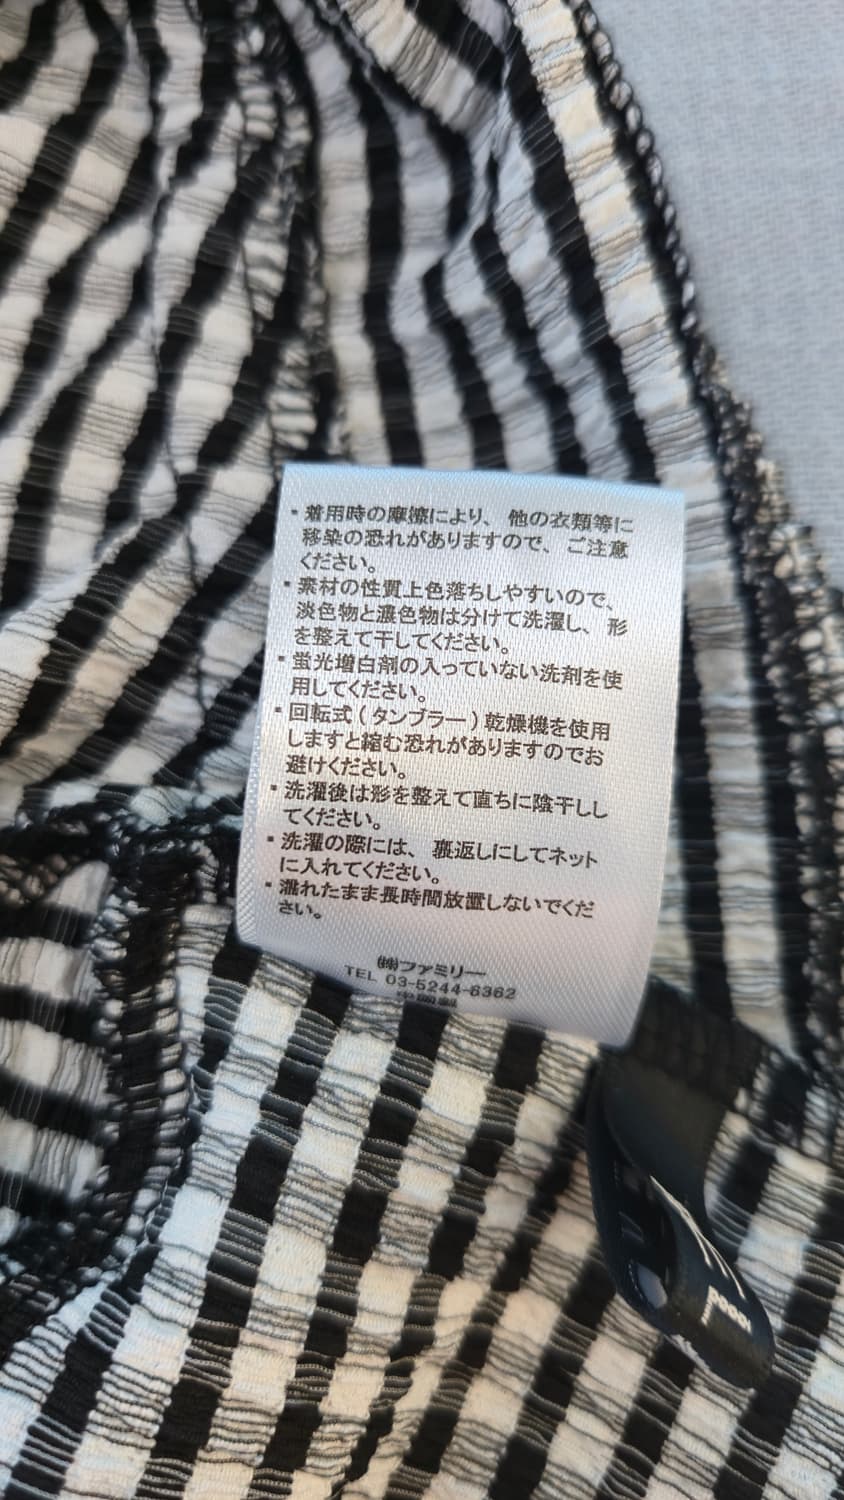 ・着用時の摩擦により、他の衣類等に
移染の恐れがありますので、ご注意
ください。
・素材の性質上色落ちしやすいので、
淡色物と濃色物は分けて洗濯し、形
を整えて干してください。
・蛍光増白剤の入っていない洗剤を使
用してください。
・回転式(タンブラー)乾燥機を使用
しますと縮む恐れがありますのでお
避けください。
・洗濯後は形を整えて直ちに陰干しし
てください。
・洗濯の際には、裏返しにしてネット
に入れてください。
・濡れたまま長時間放置しないでくだ
さい。
㈱ファミリー
TEL 03-5244-6362
中国製